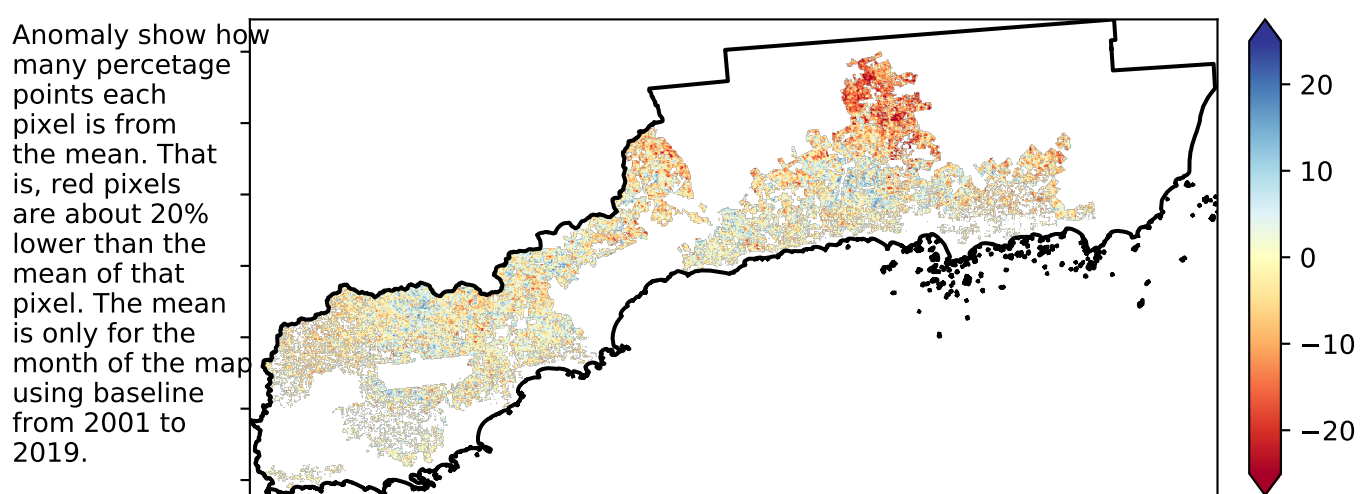 Anomaly show how
many percetage
points each
pixel is from
the mean. That
is, red pixels
are about 20%
lower than the
mean of that
pixel. The mean
is only for the
month of the map
using baseline
from 2001 to
2019.
20
10
0
−10
−20